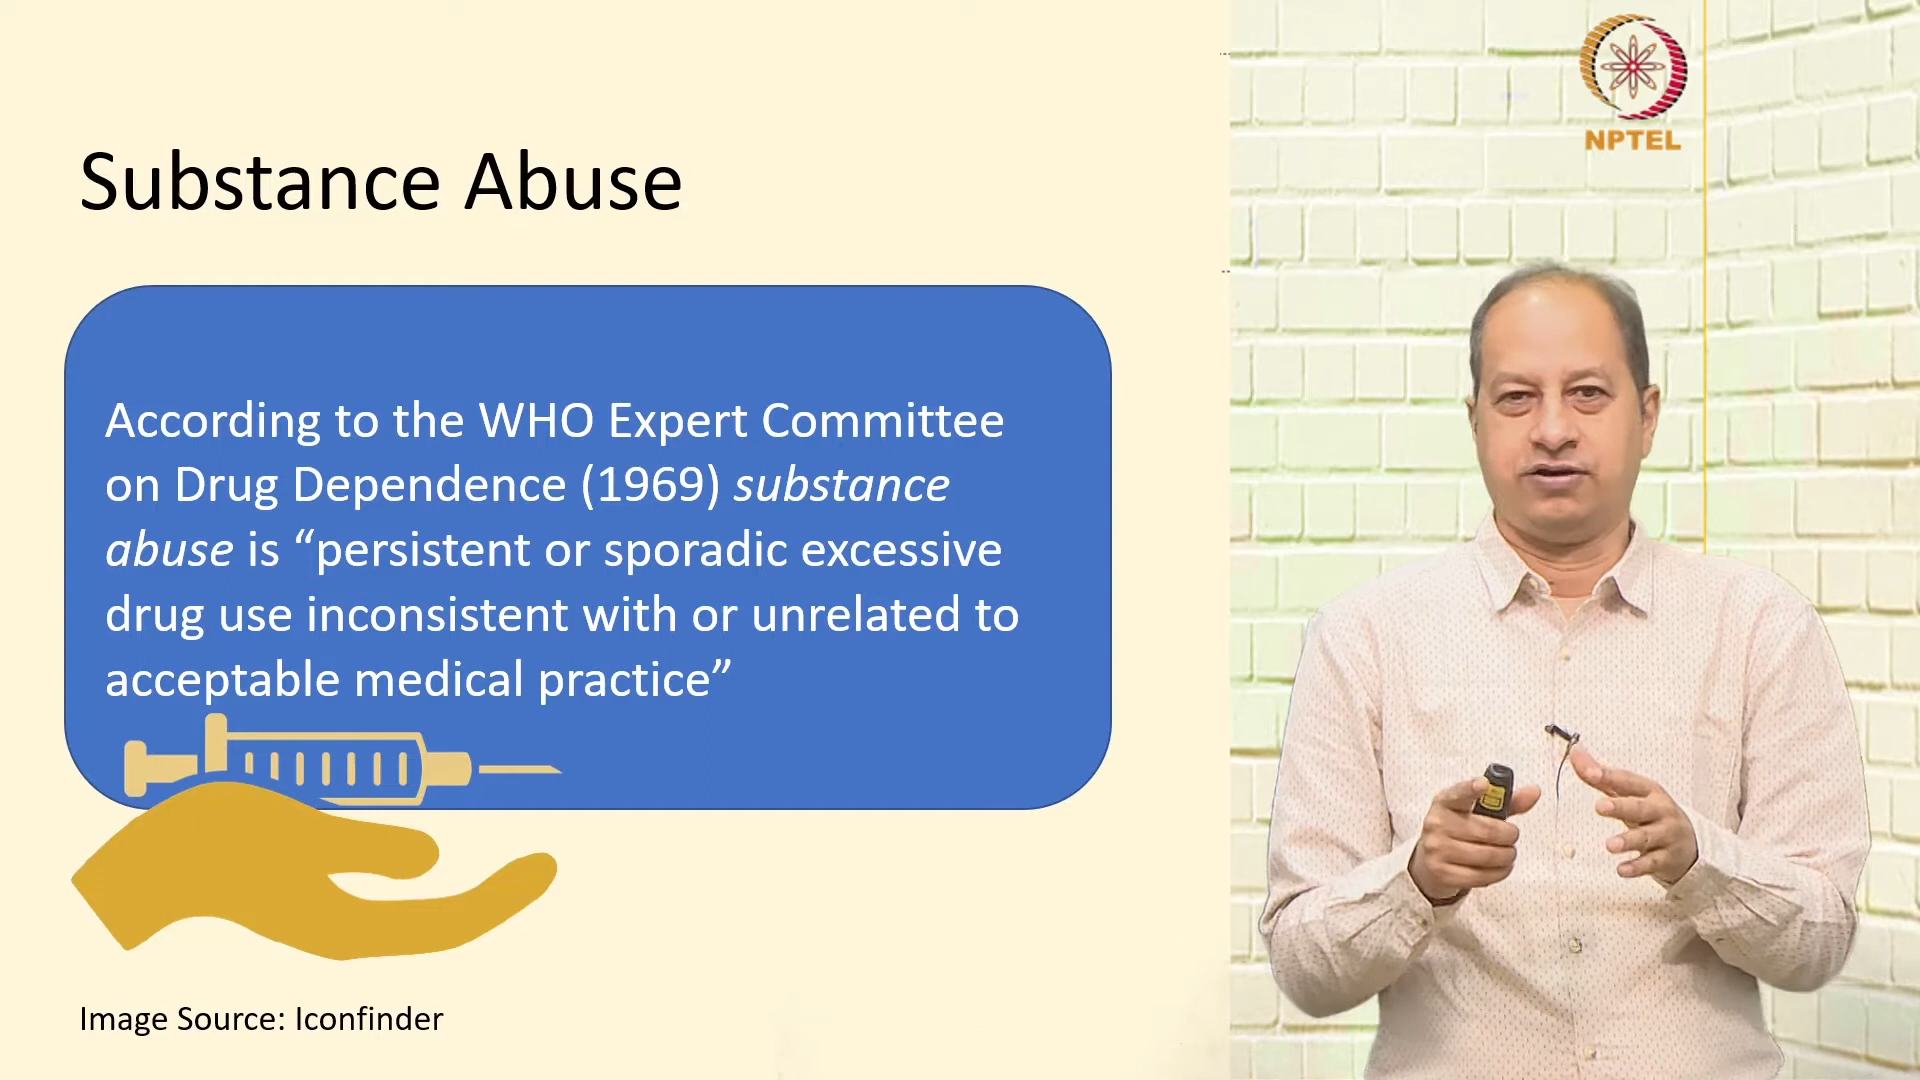 NPTEL
Substance Abuse
According to the WHO Expert Committee
on Drug Dependence (1969) substance
abuse is “persistent or sporadic excessive
drug use inconsistent with or unrelated to
acceptable medical practice”
Image Source: Iconfinder